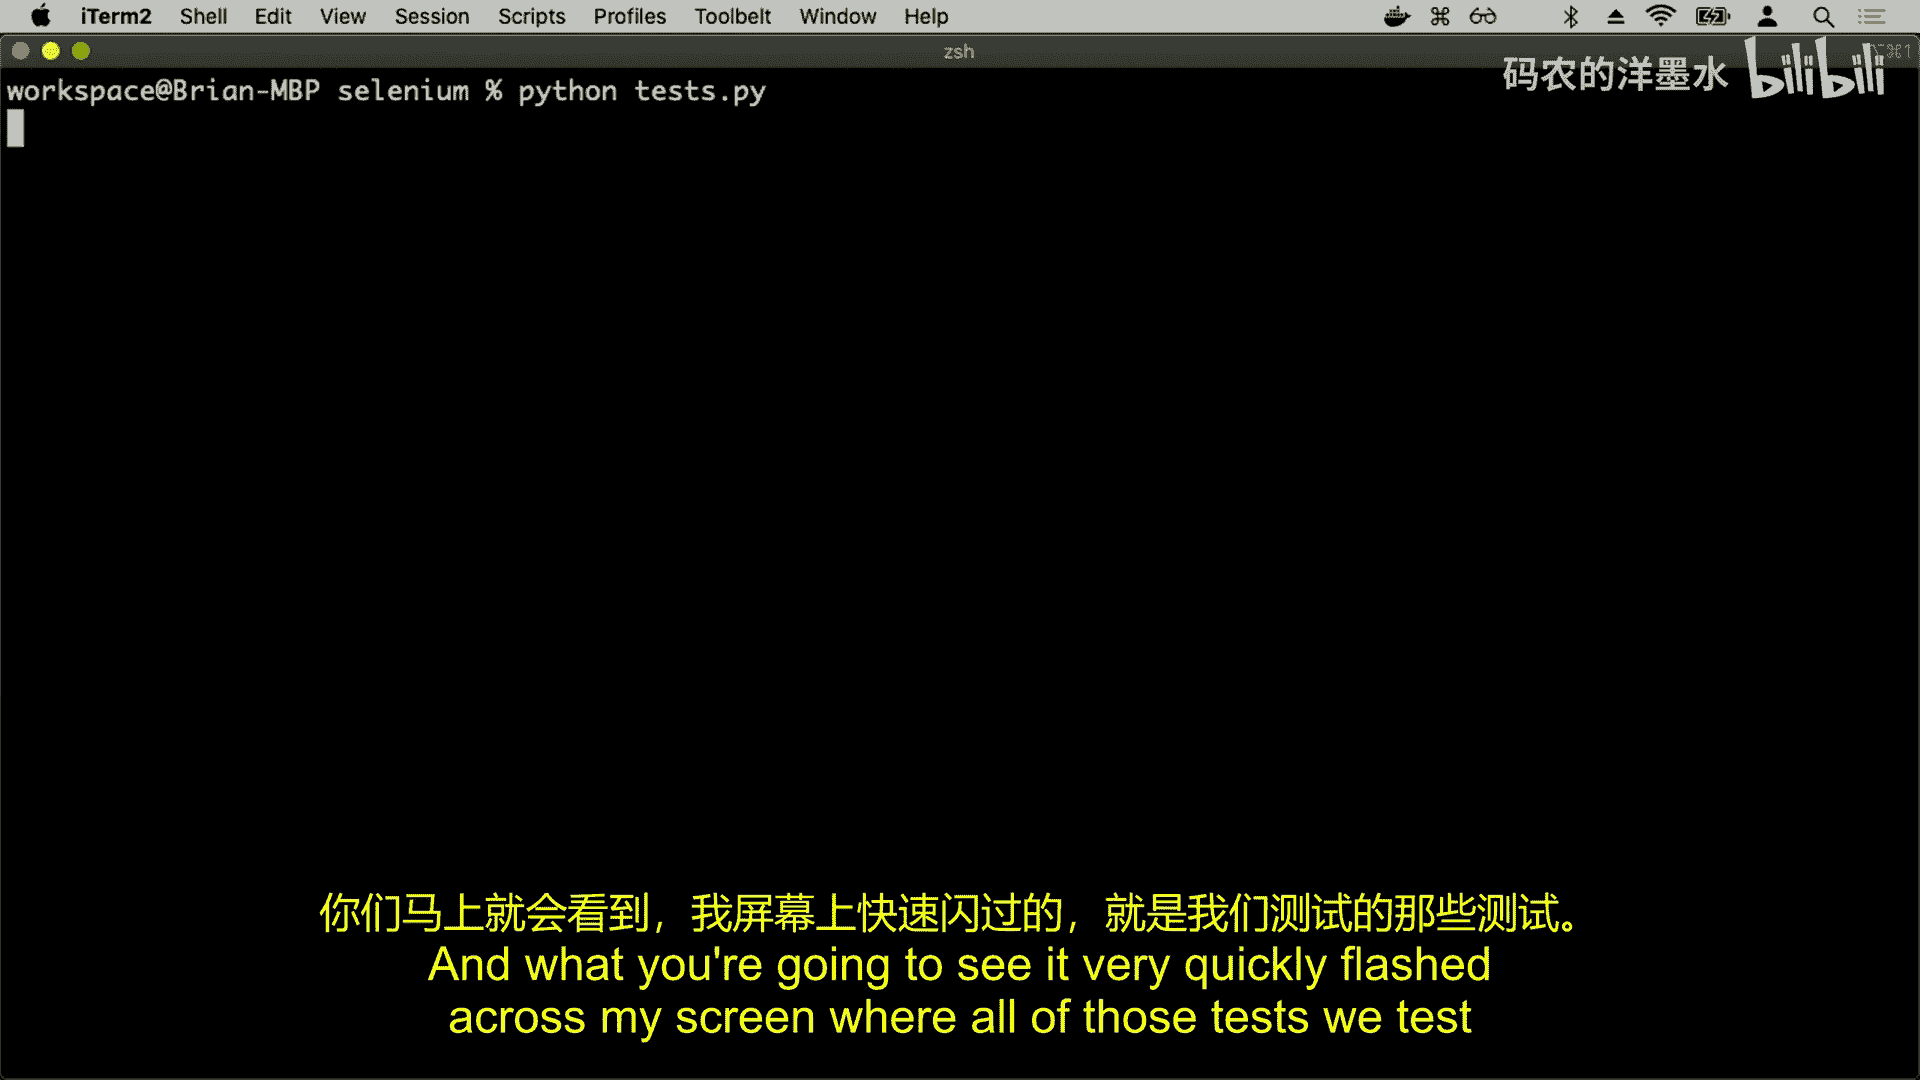 iTerm2 Shell Edit View Session Scripts Profiles Toolbelt Window Help
zsh
⌥⌘1
码农的洋墨水 bilibili
workspace@Brian-MBP selenium % python tests.py
你们马上就会看到，我屏幕上快速闪过的，就是我们测试的那些测试。
And what you're going to see it very quickly flashed
across my screen where all of those tests we test